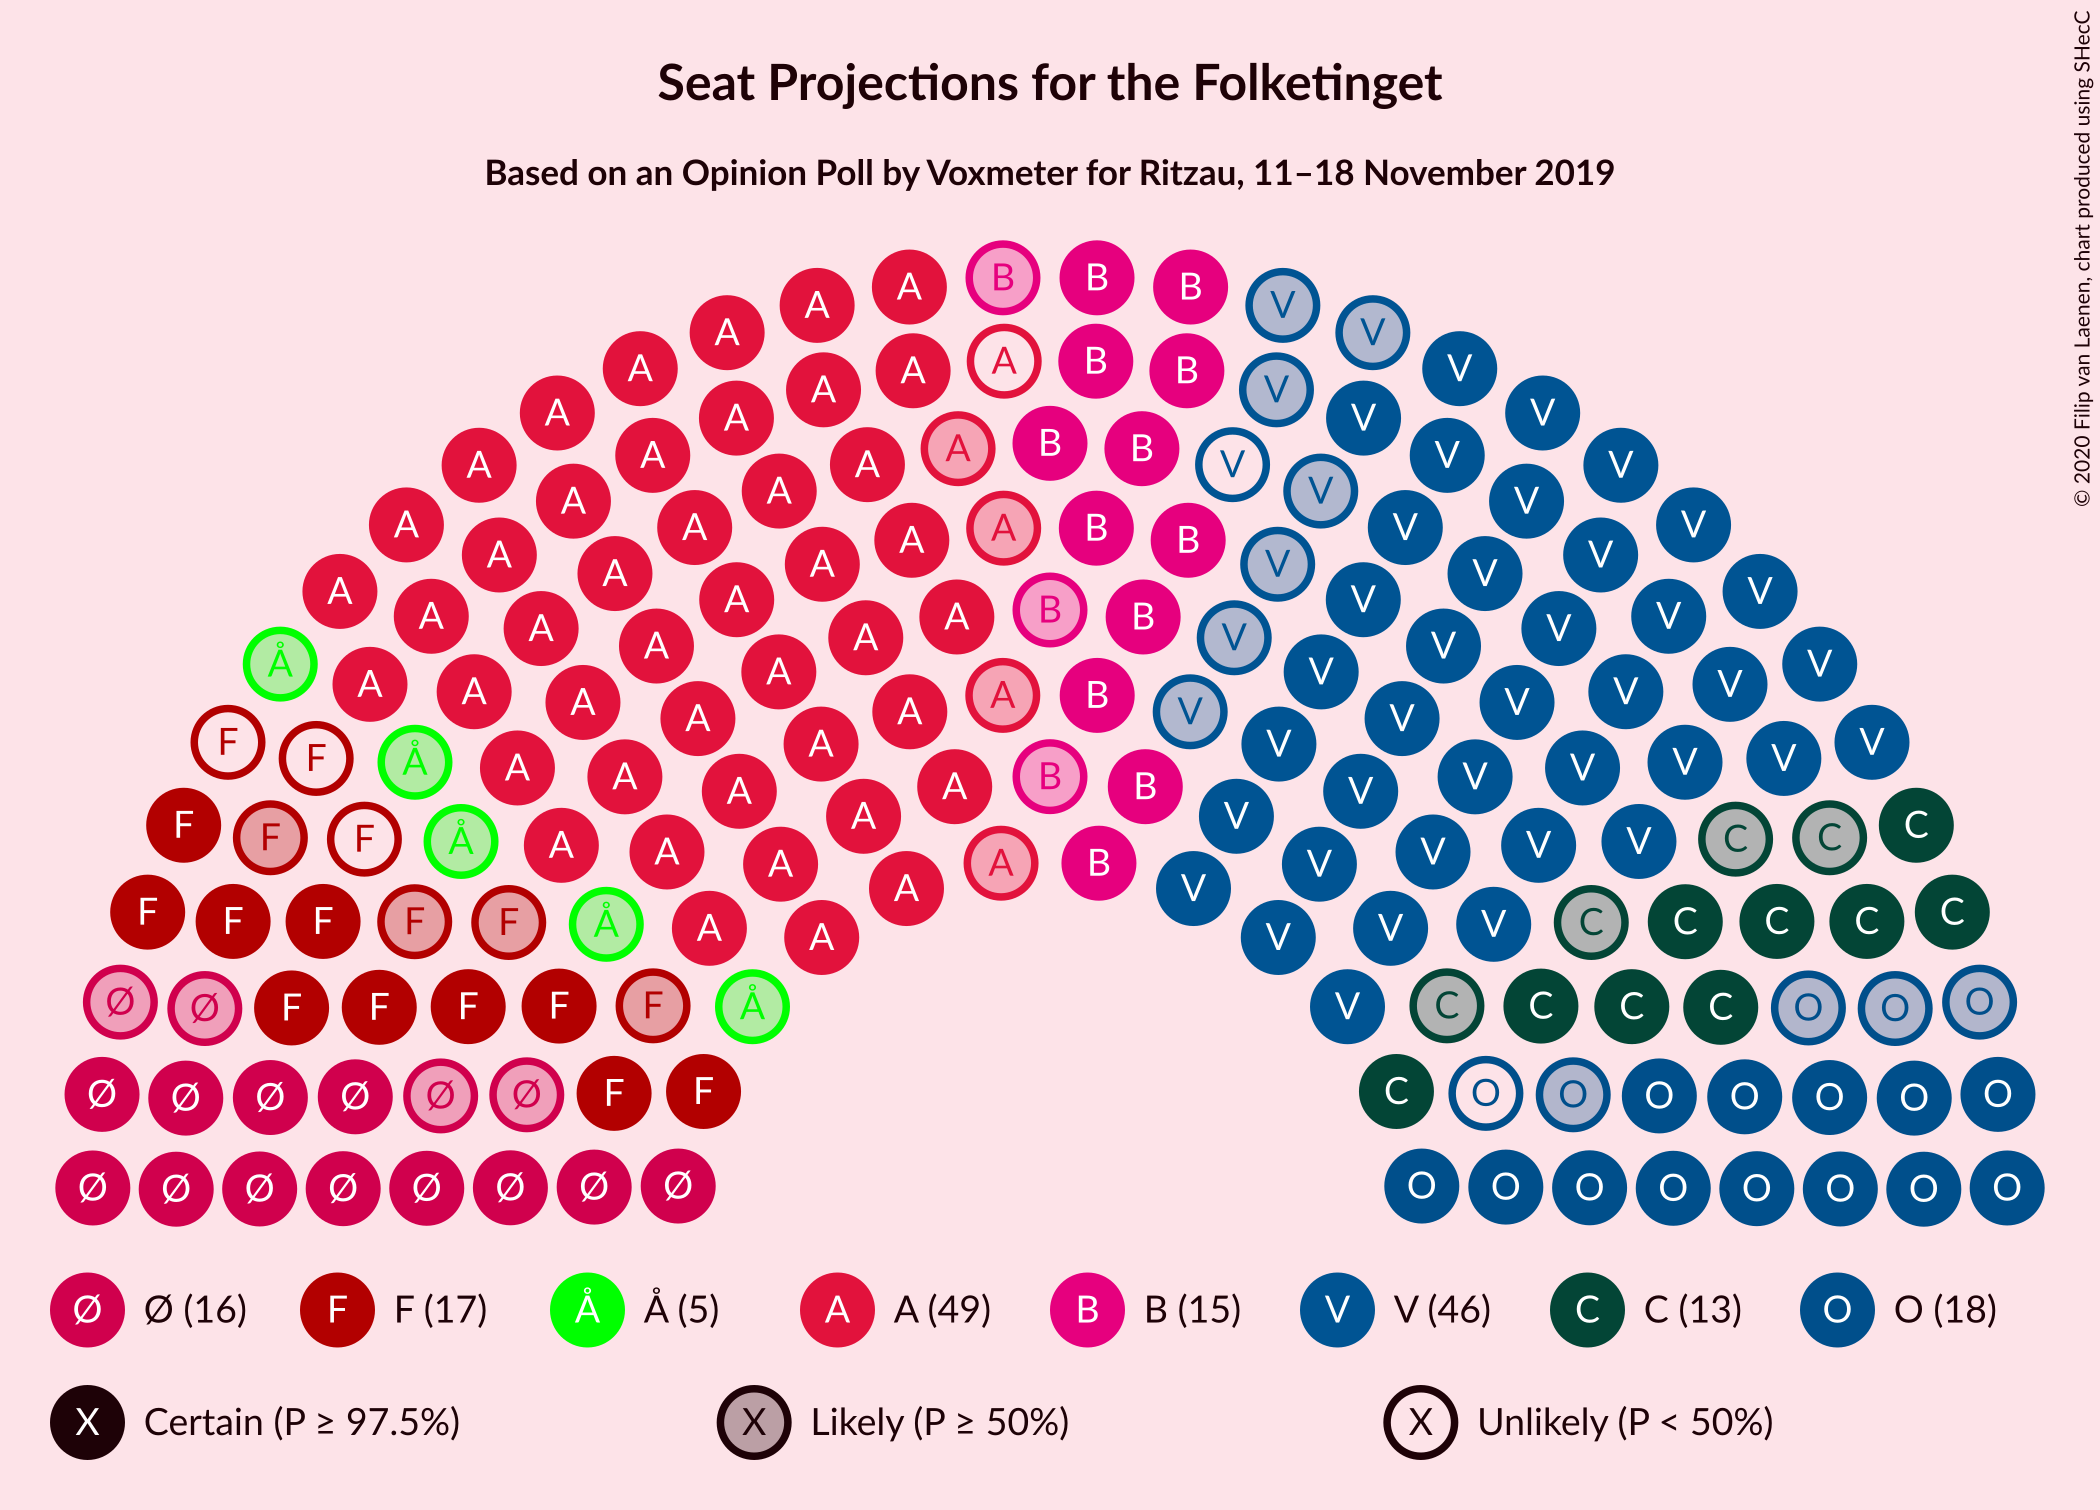 Seat Projections for the Folketinget
Based on an Opinion Poll by Voxmeter for Ritzau, 11–18 November 2019
© 2020 Filip van Laenen, chart produced using SHecC
B B B
A V
A V
A A B B V
A V
A A V V
A B B V
A A A V V V
A A V V
A A V V
A A A B B V V V
A A V V
A A V V
A A V V
A A B B V V
A A V V
A A A V V V
Å V
A A V V
A A B V V
A A A V V V
F A A V V V
F Å A A A B B V V V V V
A A V V
F F F Å A A A A B V V V V C C C
A A V V
F F F F F Å A A V V V C C C C C
Ø Ø F F F F F Å V C C C C O O O
Ø Ø Ø Ø Ø Ø F F C O O O O O O O
Ø Ø Ø Ø Ø Ø Ø Ø O O O O O O O O
Ø Ø (16) F F (17) Å Å (5) A A (49) B B (15) V V (46) C C (13) O O (18)
X Certain (P ≥ 97.5%) X Likely (P ≥ 50%) X Unlikely (P < 50%)